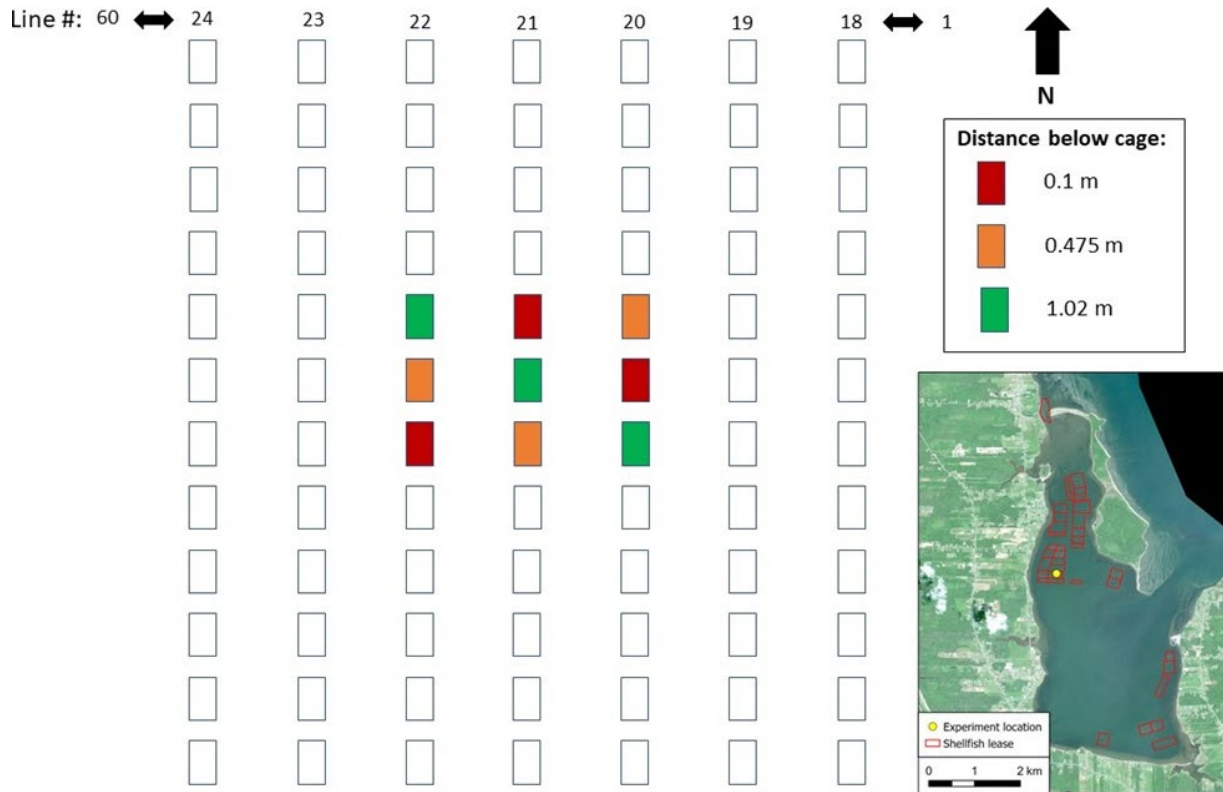 Line #: 60 24 23 22 21 20 19 18 1
N
Distance below cage:
0.1 m
0.475 m
1.02 m
Experiment location
Shellfish lease
0 1 2 km